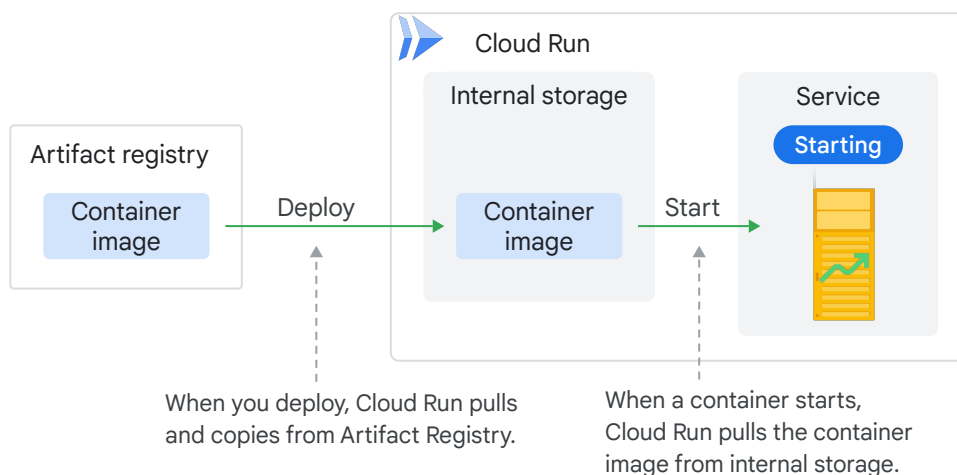 Cloud Run
Internal storage
Service
Starting
Artifact registry
Container
image
Deploy
Container
image
Start
When you deploy, Cloud Run pulls
and copies from Artifact Registry.
When a container starts,
Cloud Run pulls the container
image from internal storage.